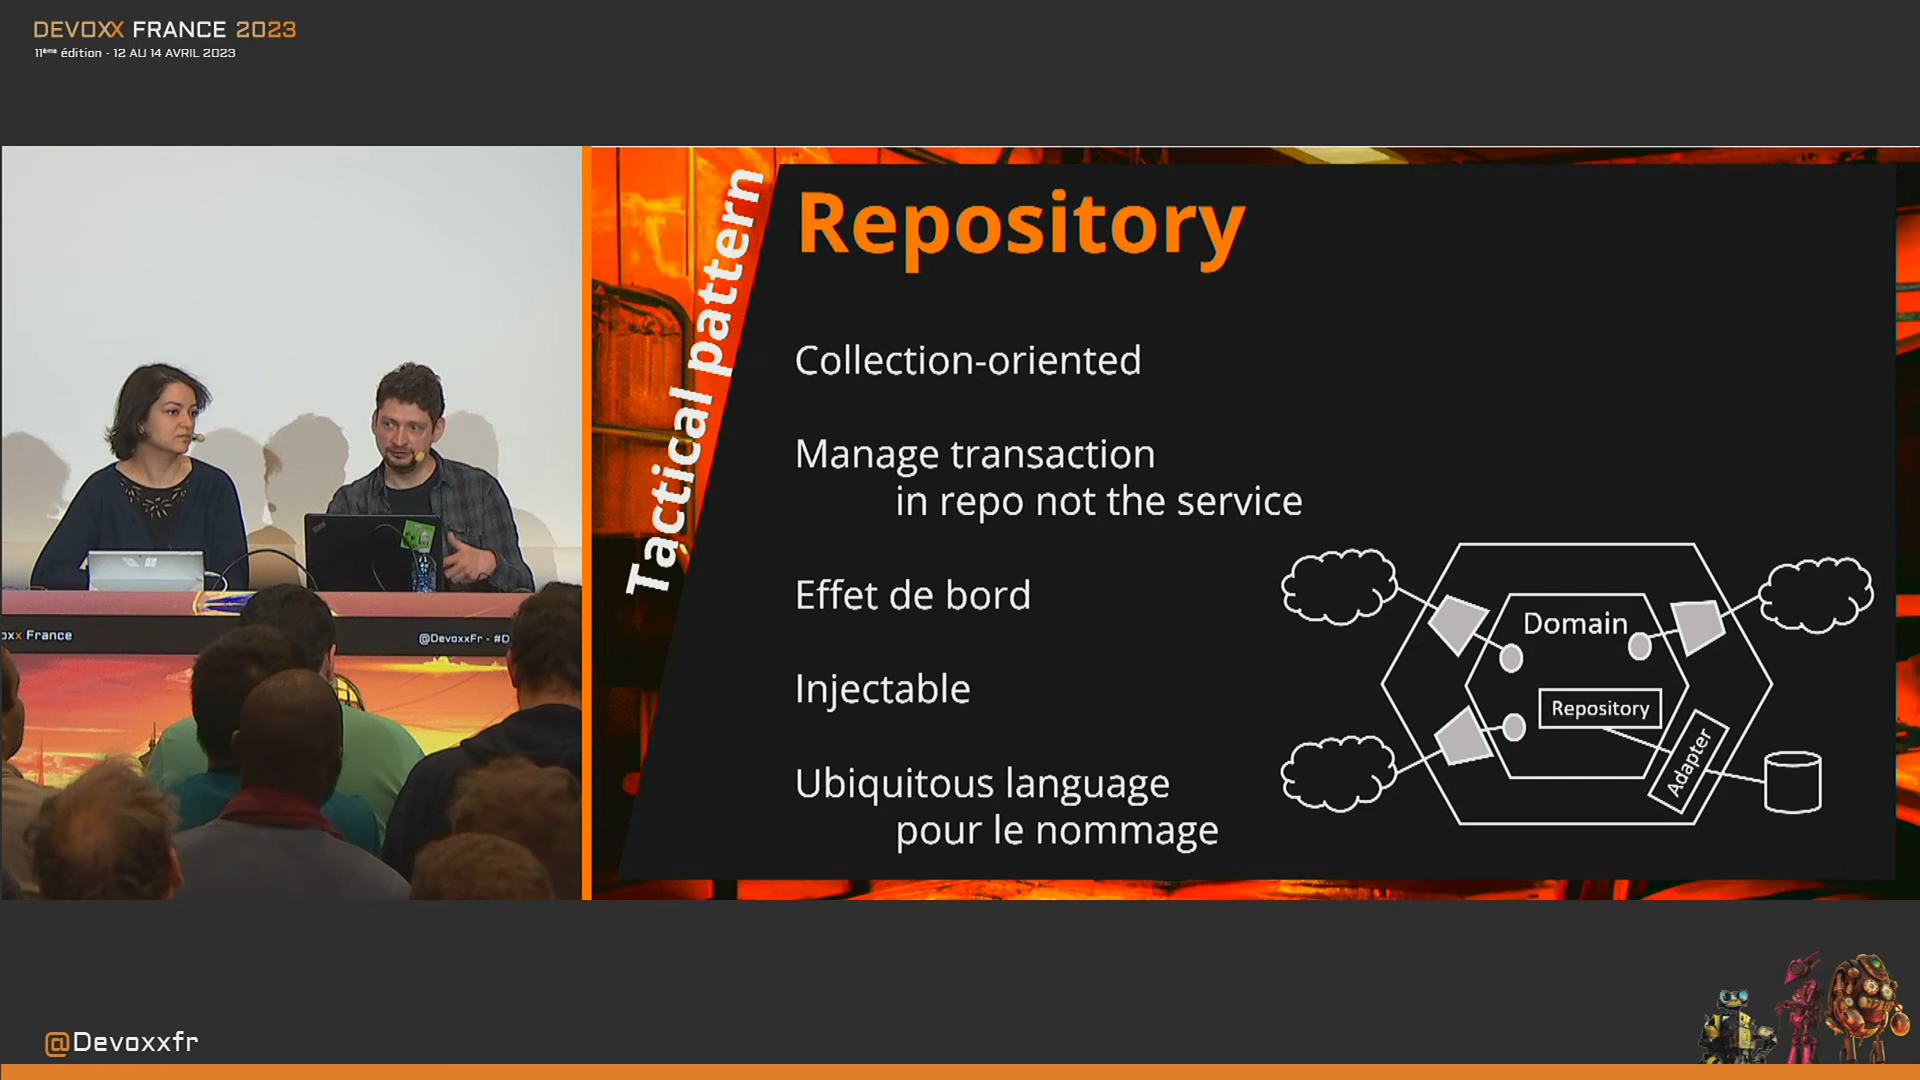 DEVOXX FRANCE 2023
11ème édition - 12 AU 14 AVRIL 2023
Tactical pattern
Repository
Collection-oriented
Manage transaction
in repo not the service
Effet de bord
Injectable
Ubiquitous language
pour le nommage
Domain
Repository
Adapter
oxx France
@DevoxxFr - #D
@Devoxxfr